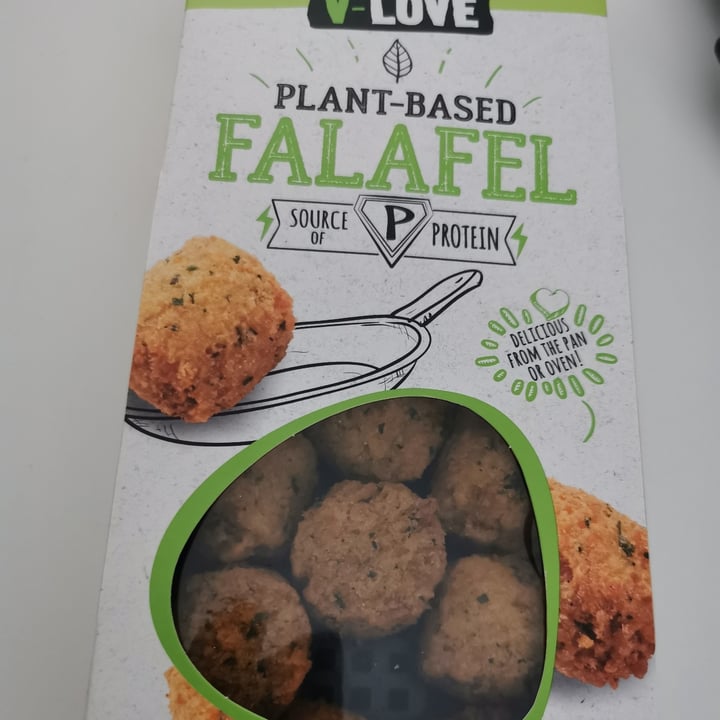 V-LOVE
PLANT-BASED
FALAFEL
SOURCE OF P PROTEIN
DELICIOUS
FROM THE PAN
OR OVEN!